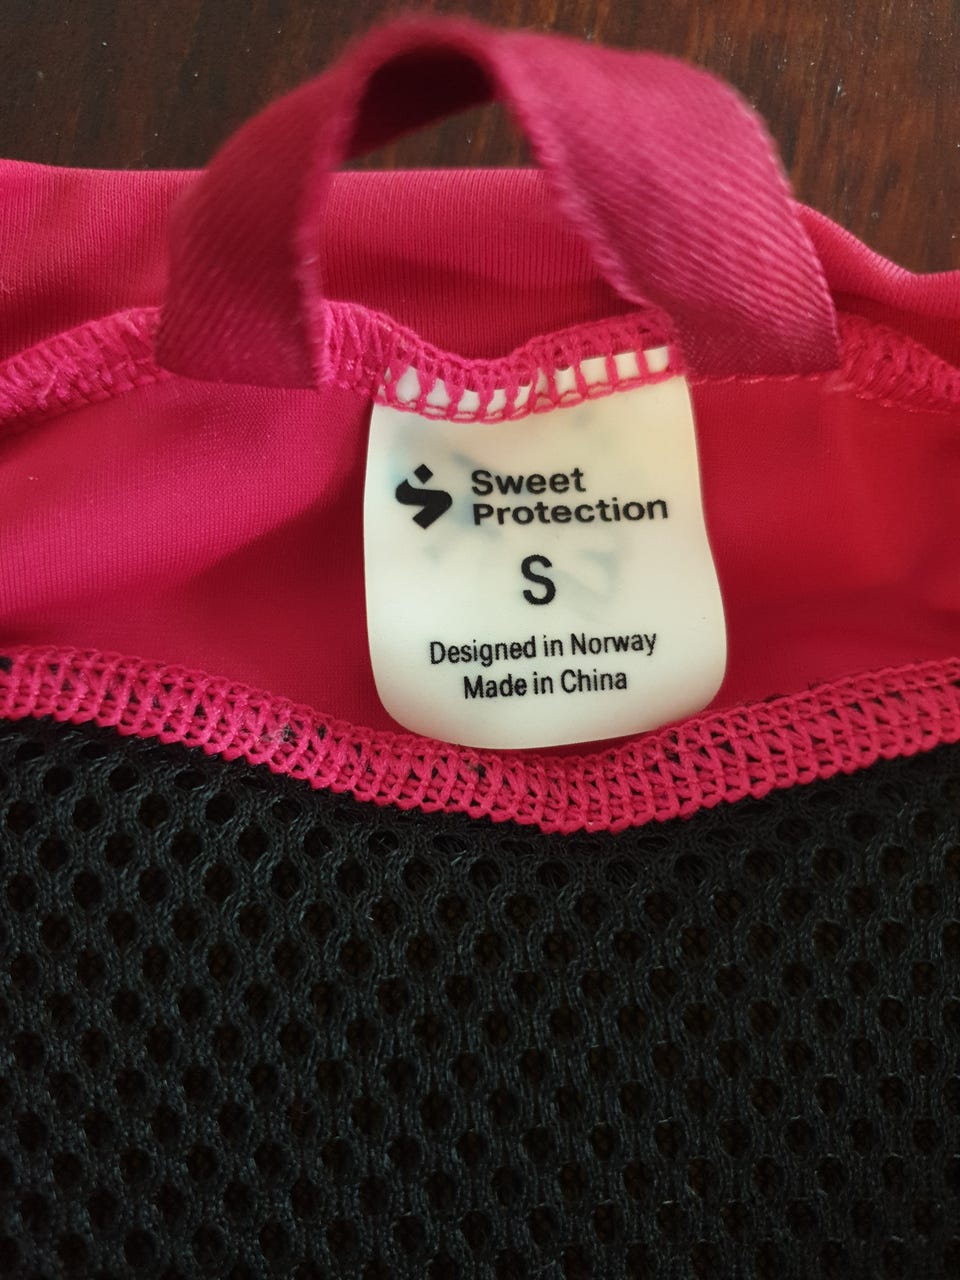 Sweet
Protection
S
Designed in Norway
Made in China